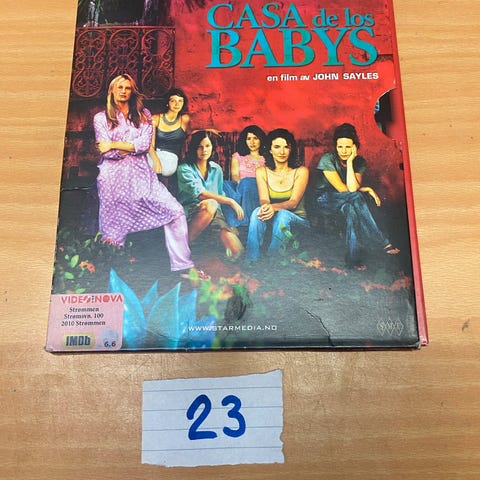 CASA de los
BABYS
en film av JOHN SAYLES
VIDEONOVA
Strømmen
Strømsvn. 100
2010 Strømmen
IMDb 6.6
WWW.STARMEDIA.NO
23